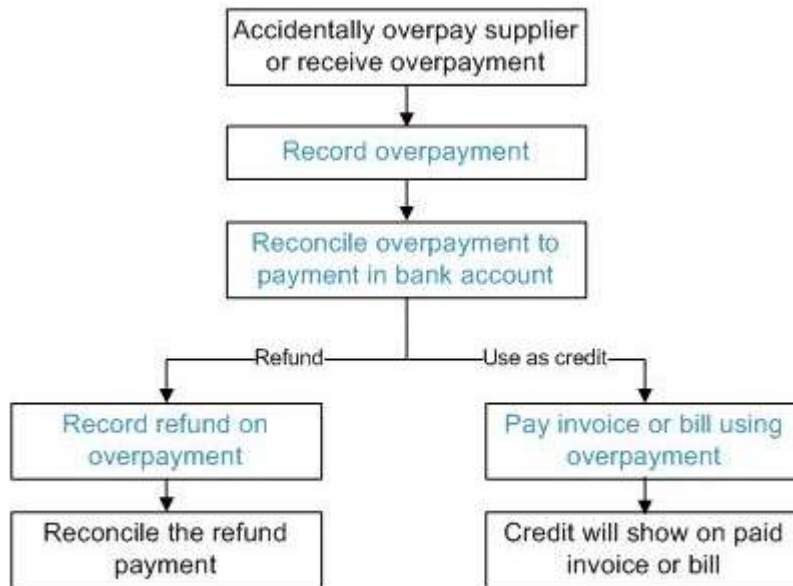 Accidentally overpay supplier
or receive overpayment
Record overpayment
Reconcile overpayment to
payment in bank account
Refund
Use as credit
Record refund on
overpayment
Pay invoice or bill using
overpayment
Reconcile the refund
payment
Credit will show on paid
invoice or bill